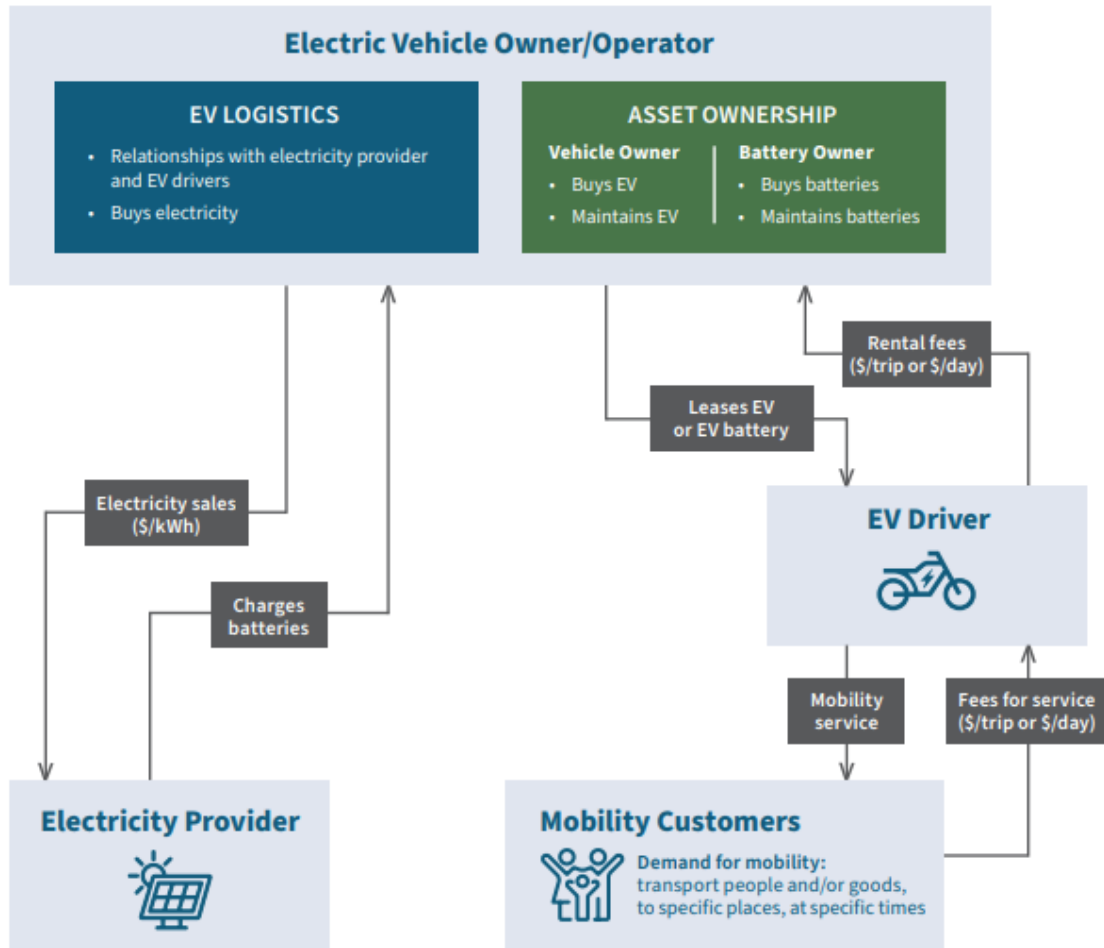 Electric Vehicle Owner/Operator
EV LOGISTICS
• Relationships with electricity provider
and EV drivers
• Buys electricity
ASSET OWNERSHIP
Vehicle Owner
• Buys EV
• Maintains EV
Battery Owner
• Buys batteries
• Maintains batteries
Rental fees
($/trip or $/day)
Leases EV
or EV battery
Electricity sales
($/kWh)
Charges
batteries
EV Driver
Mobility
service
Fees for service
($/trip or $/day)
Electricity Provider
Mobility Customers
Demand for mobility:
transport people and/or goods,
to specific places, at specific times